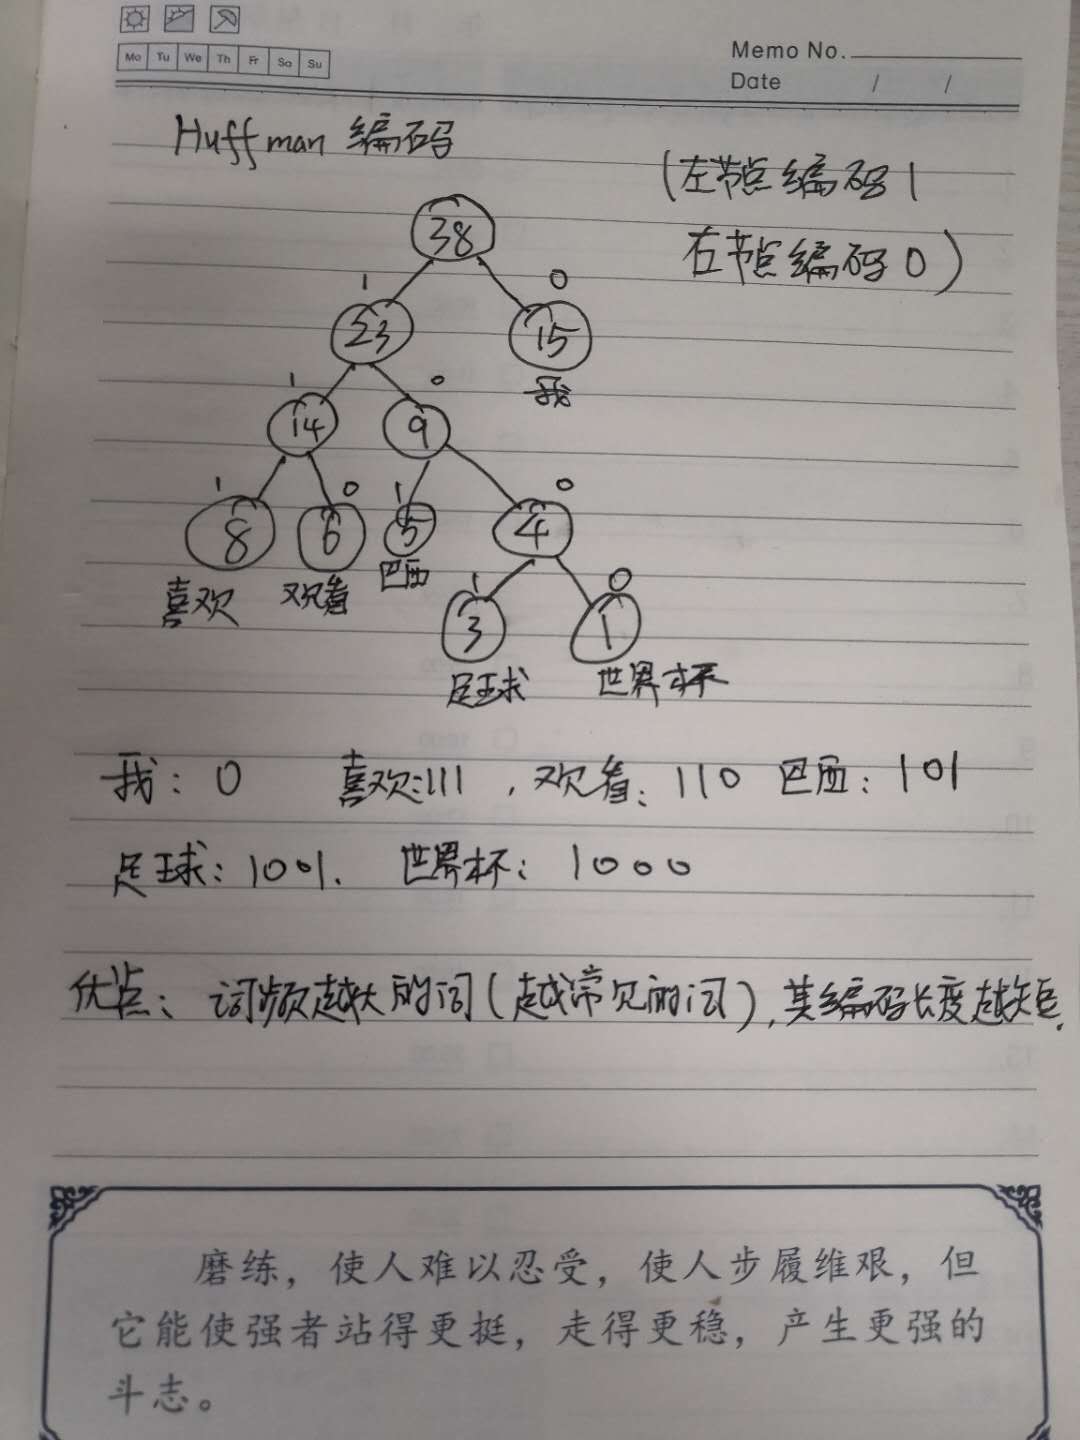 Mo Tu We Th Fr Sa Su
Memo No.
Date / /
Huffman 编码
(左节点编码1
右节点编码0)
38
1 0
23 15
我
1 0
14 9
1 0 1 0
8 6 5 4
喜欢 观看 巴西
1 0
3 1
足球 世界杯
我: 0 喜欢:111, 观看: 110 巴西: 101
足球: 1001. 世界杯: 1000
优点: 词频越大的词(越常见的词),其编码长度越短.
磨练，使人难以忍受，使人步履维艰，但
它能使强者站得更挺，走得更稳，产生更强的
斗志。